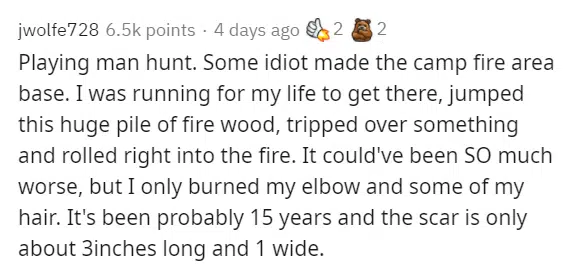 jwolfe728 6.5k points · 4 days ago 2 2
Playing man hunt. Some idiot made the camp fire area
base. I was running for my life to get there, jumped
this huge pile of fire wood, tripped over something
and rolled right into the fire. It could've been SO much
worse, but I only burned my elbow and some of my
hair. It's been probably 15 years and the scar is only
about 3inches long and 1 wide.